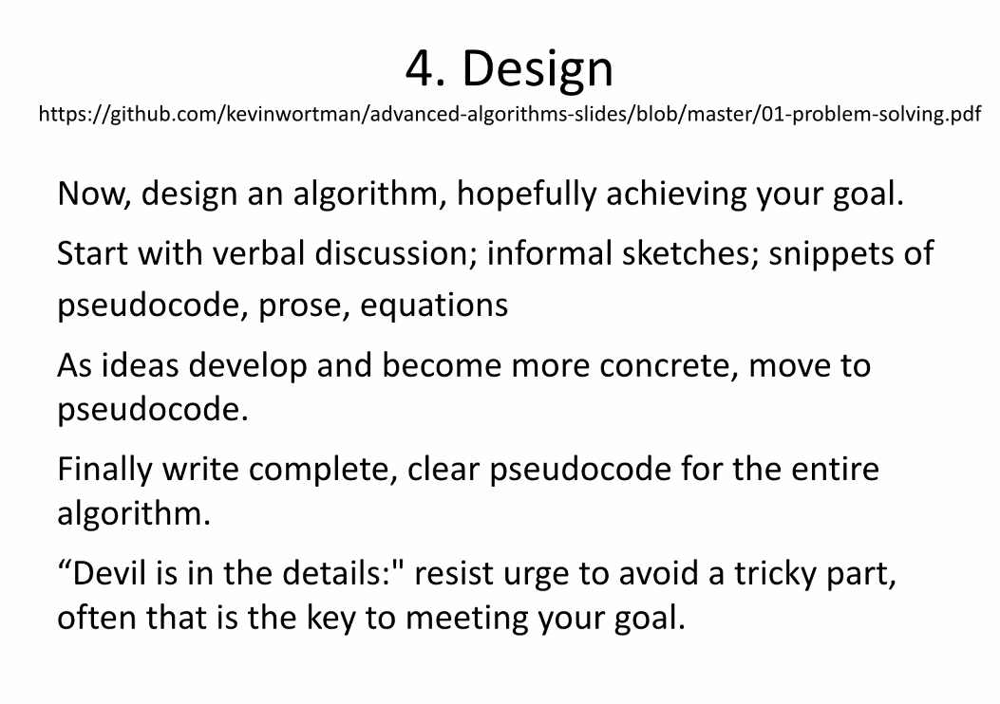 4. Design
https://github.com/kevinwortman/advanced-algorithms-slides/blob/master/01-problem-solving.pdf
Now, design an algorithm, hopefully achieving your goal.
Start with verbal discussion; informal sketches; snippets of
pseudocode, prose, equations
As ideas develop and become more concrete, move to
pseudocode.
Finally write complete, clear pseudocode for the entire
algorithm.
“Devil is in the details:" resist urge to avoid a tricky part,
often that is the key to meeting your goal.